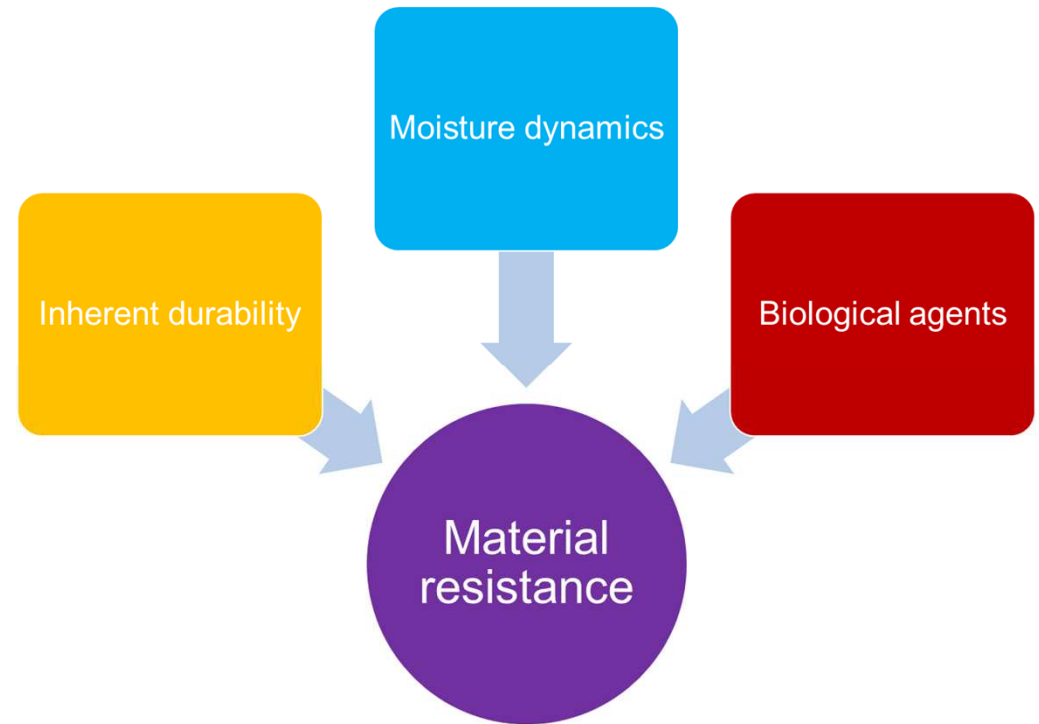 Moisture dynamics
Inherent durability
Biological agents
Material
resistance